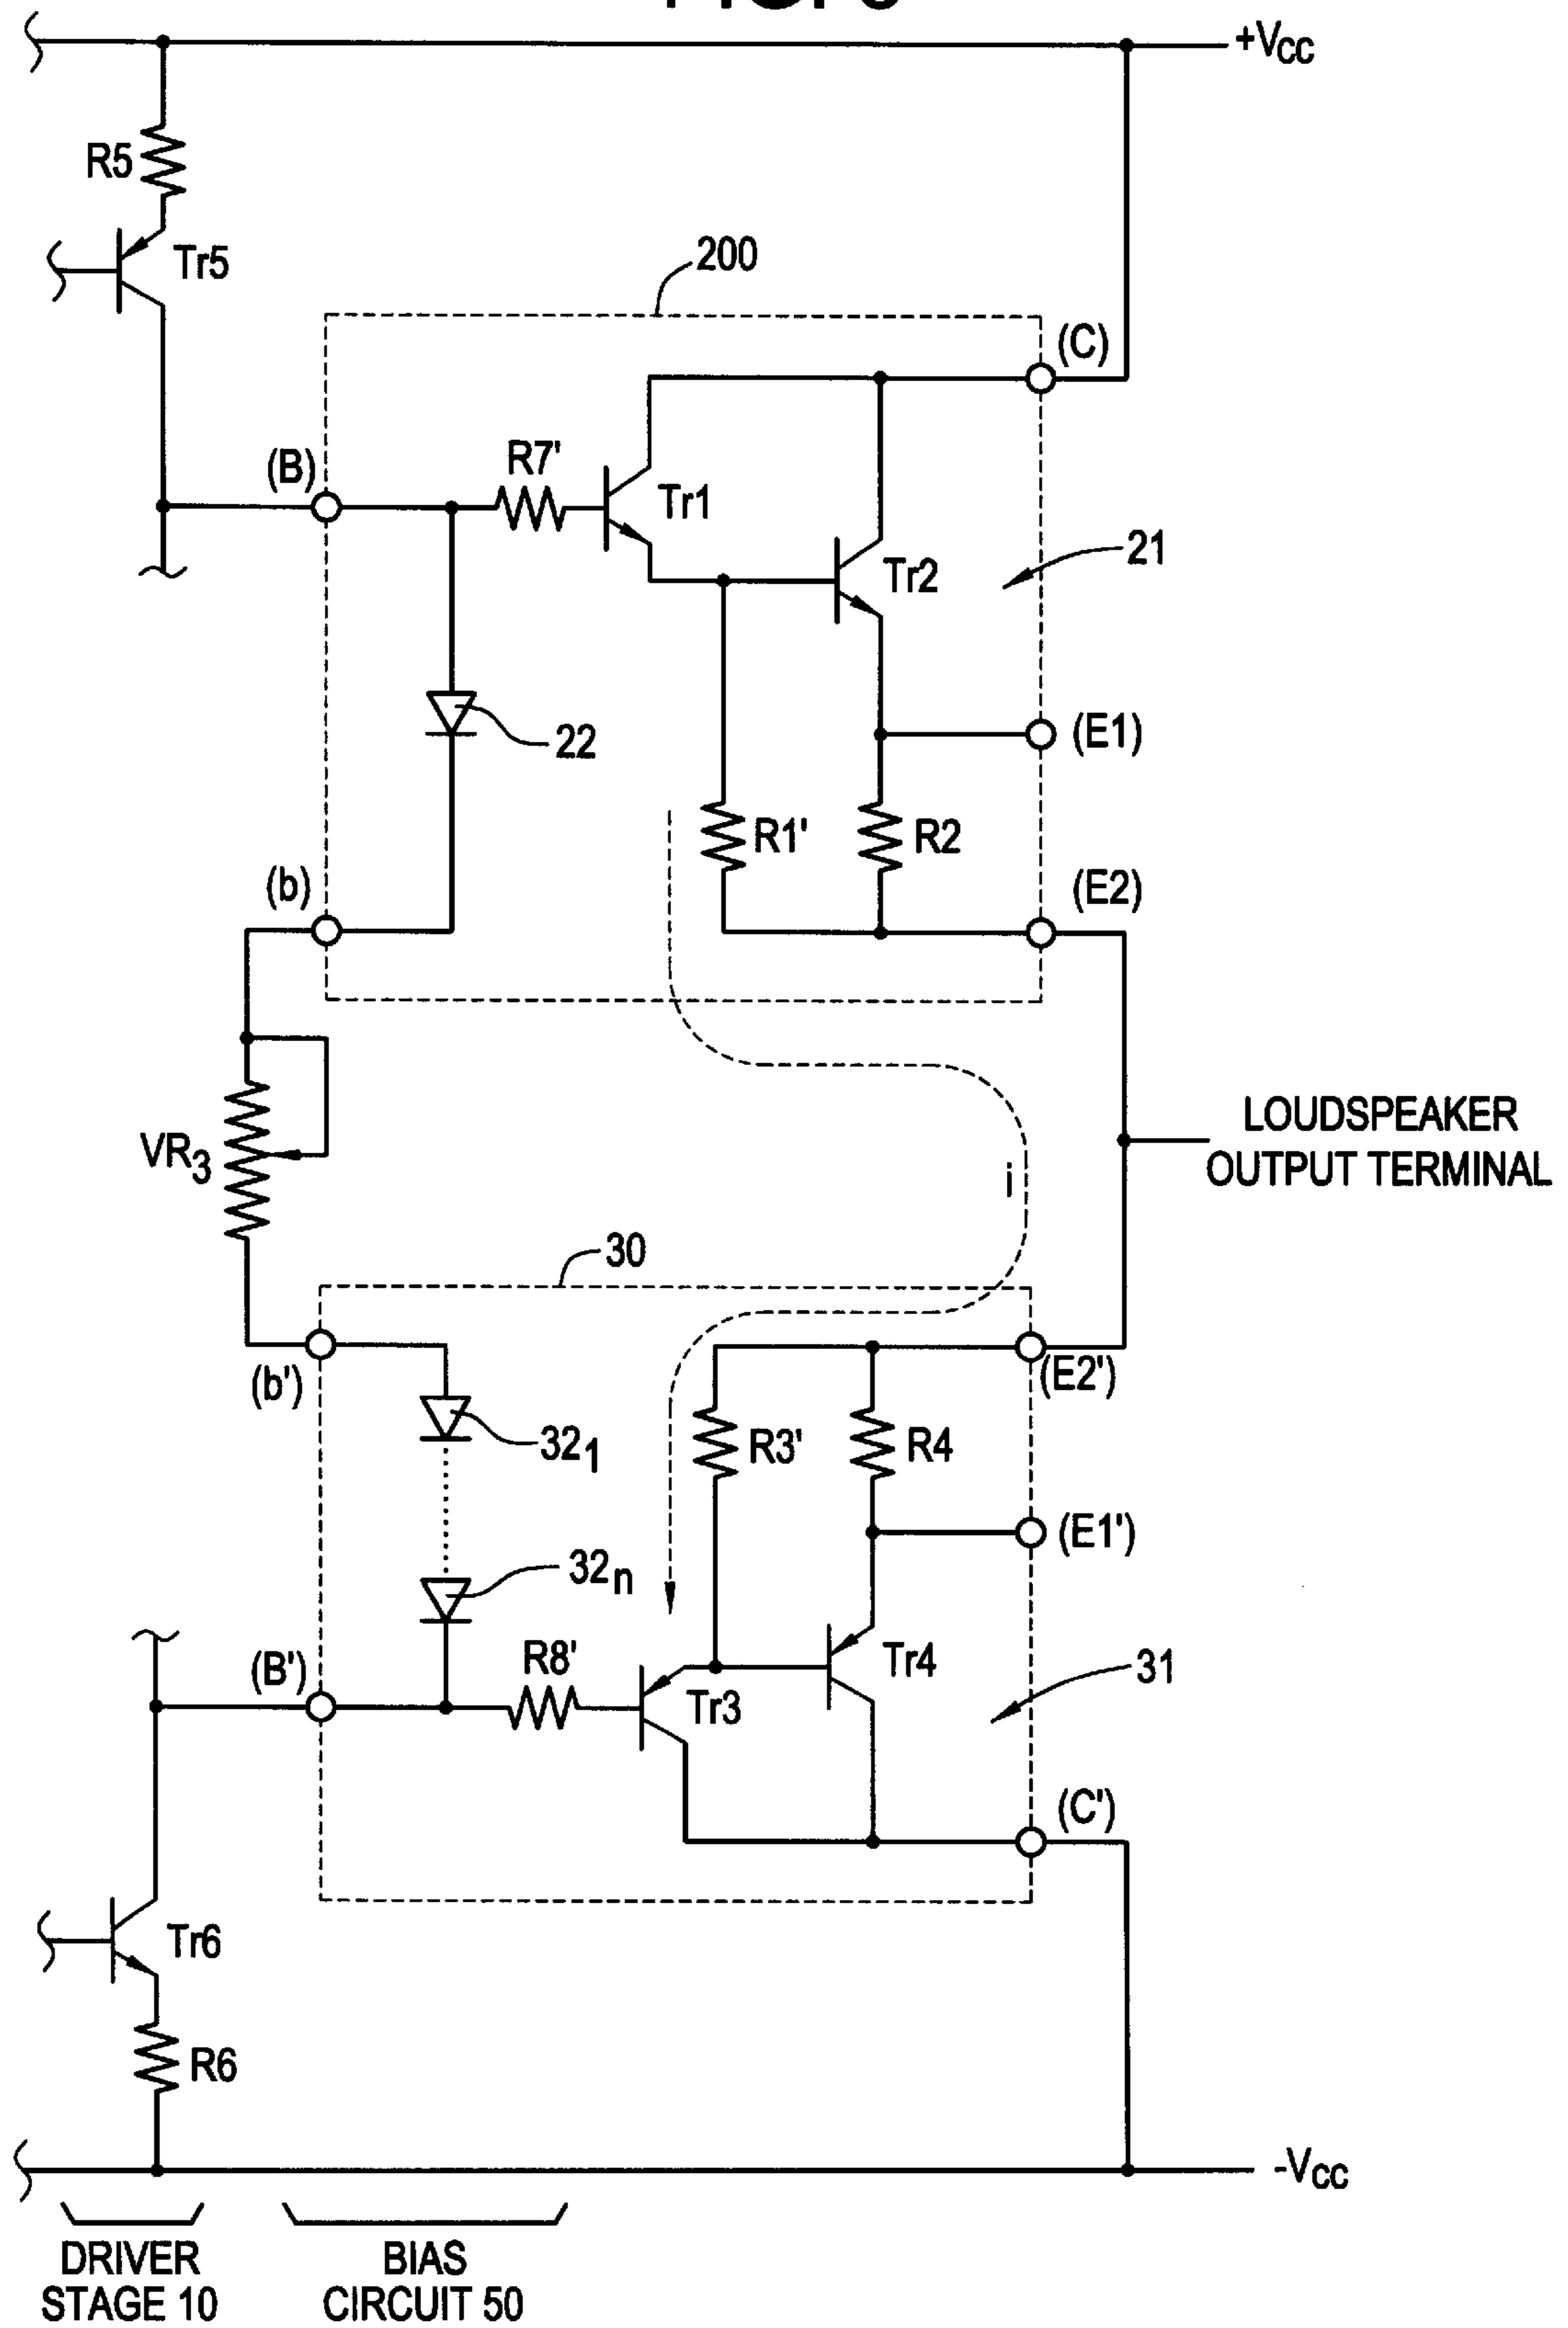 +VCC
R5
Tr5
200
(C)
(B)
R7'
Tr1
21
Tr2
22
(E1)
R1'
R2
(b)
(E2)
LOUDSPEAKER
OUTPUT TERMINAL
VR3
i
30
(b')
(E2')
321
R3'
R4
(E1')
32n
(B')
R8'
Tr4
31
Tr3
(C')
Tr6
R6
-VCC
DRIVER
STAGE 10
BIAS
CIRCUIT 50